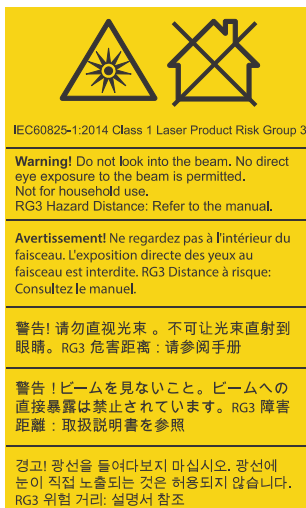 IEC60825-1:2014 Class 1 Laser Product Risk Group 3
Warning! Do not look into the beam. No direct
eye exposure to the beam is permitted.
Not for household use.
RG3 Hazard Distance: Refer to the manual.
Avertissement! Ne regardez pas à l'intérieur du
faisceau. L'exposition directe des yeux au
faisceau est interdite. RG3 Distance à risque:
Consultez le manuel.
警告! 请勿直视光束 。不可让光束直射到
眼睛。RG3 危害距离 : 请参阅手册
警告 ! ビームを見ないこと。ビームへの
直接暴露は禁止されています。RG3 障害
距離 : 取扱説明書を参照
경고! 광선을 들여다보지 마십시오. 광선에
눈이 직접 노출되는 것은 허용되지 않습니다.
RG3 위험 거리: 설명서 참조